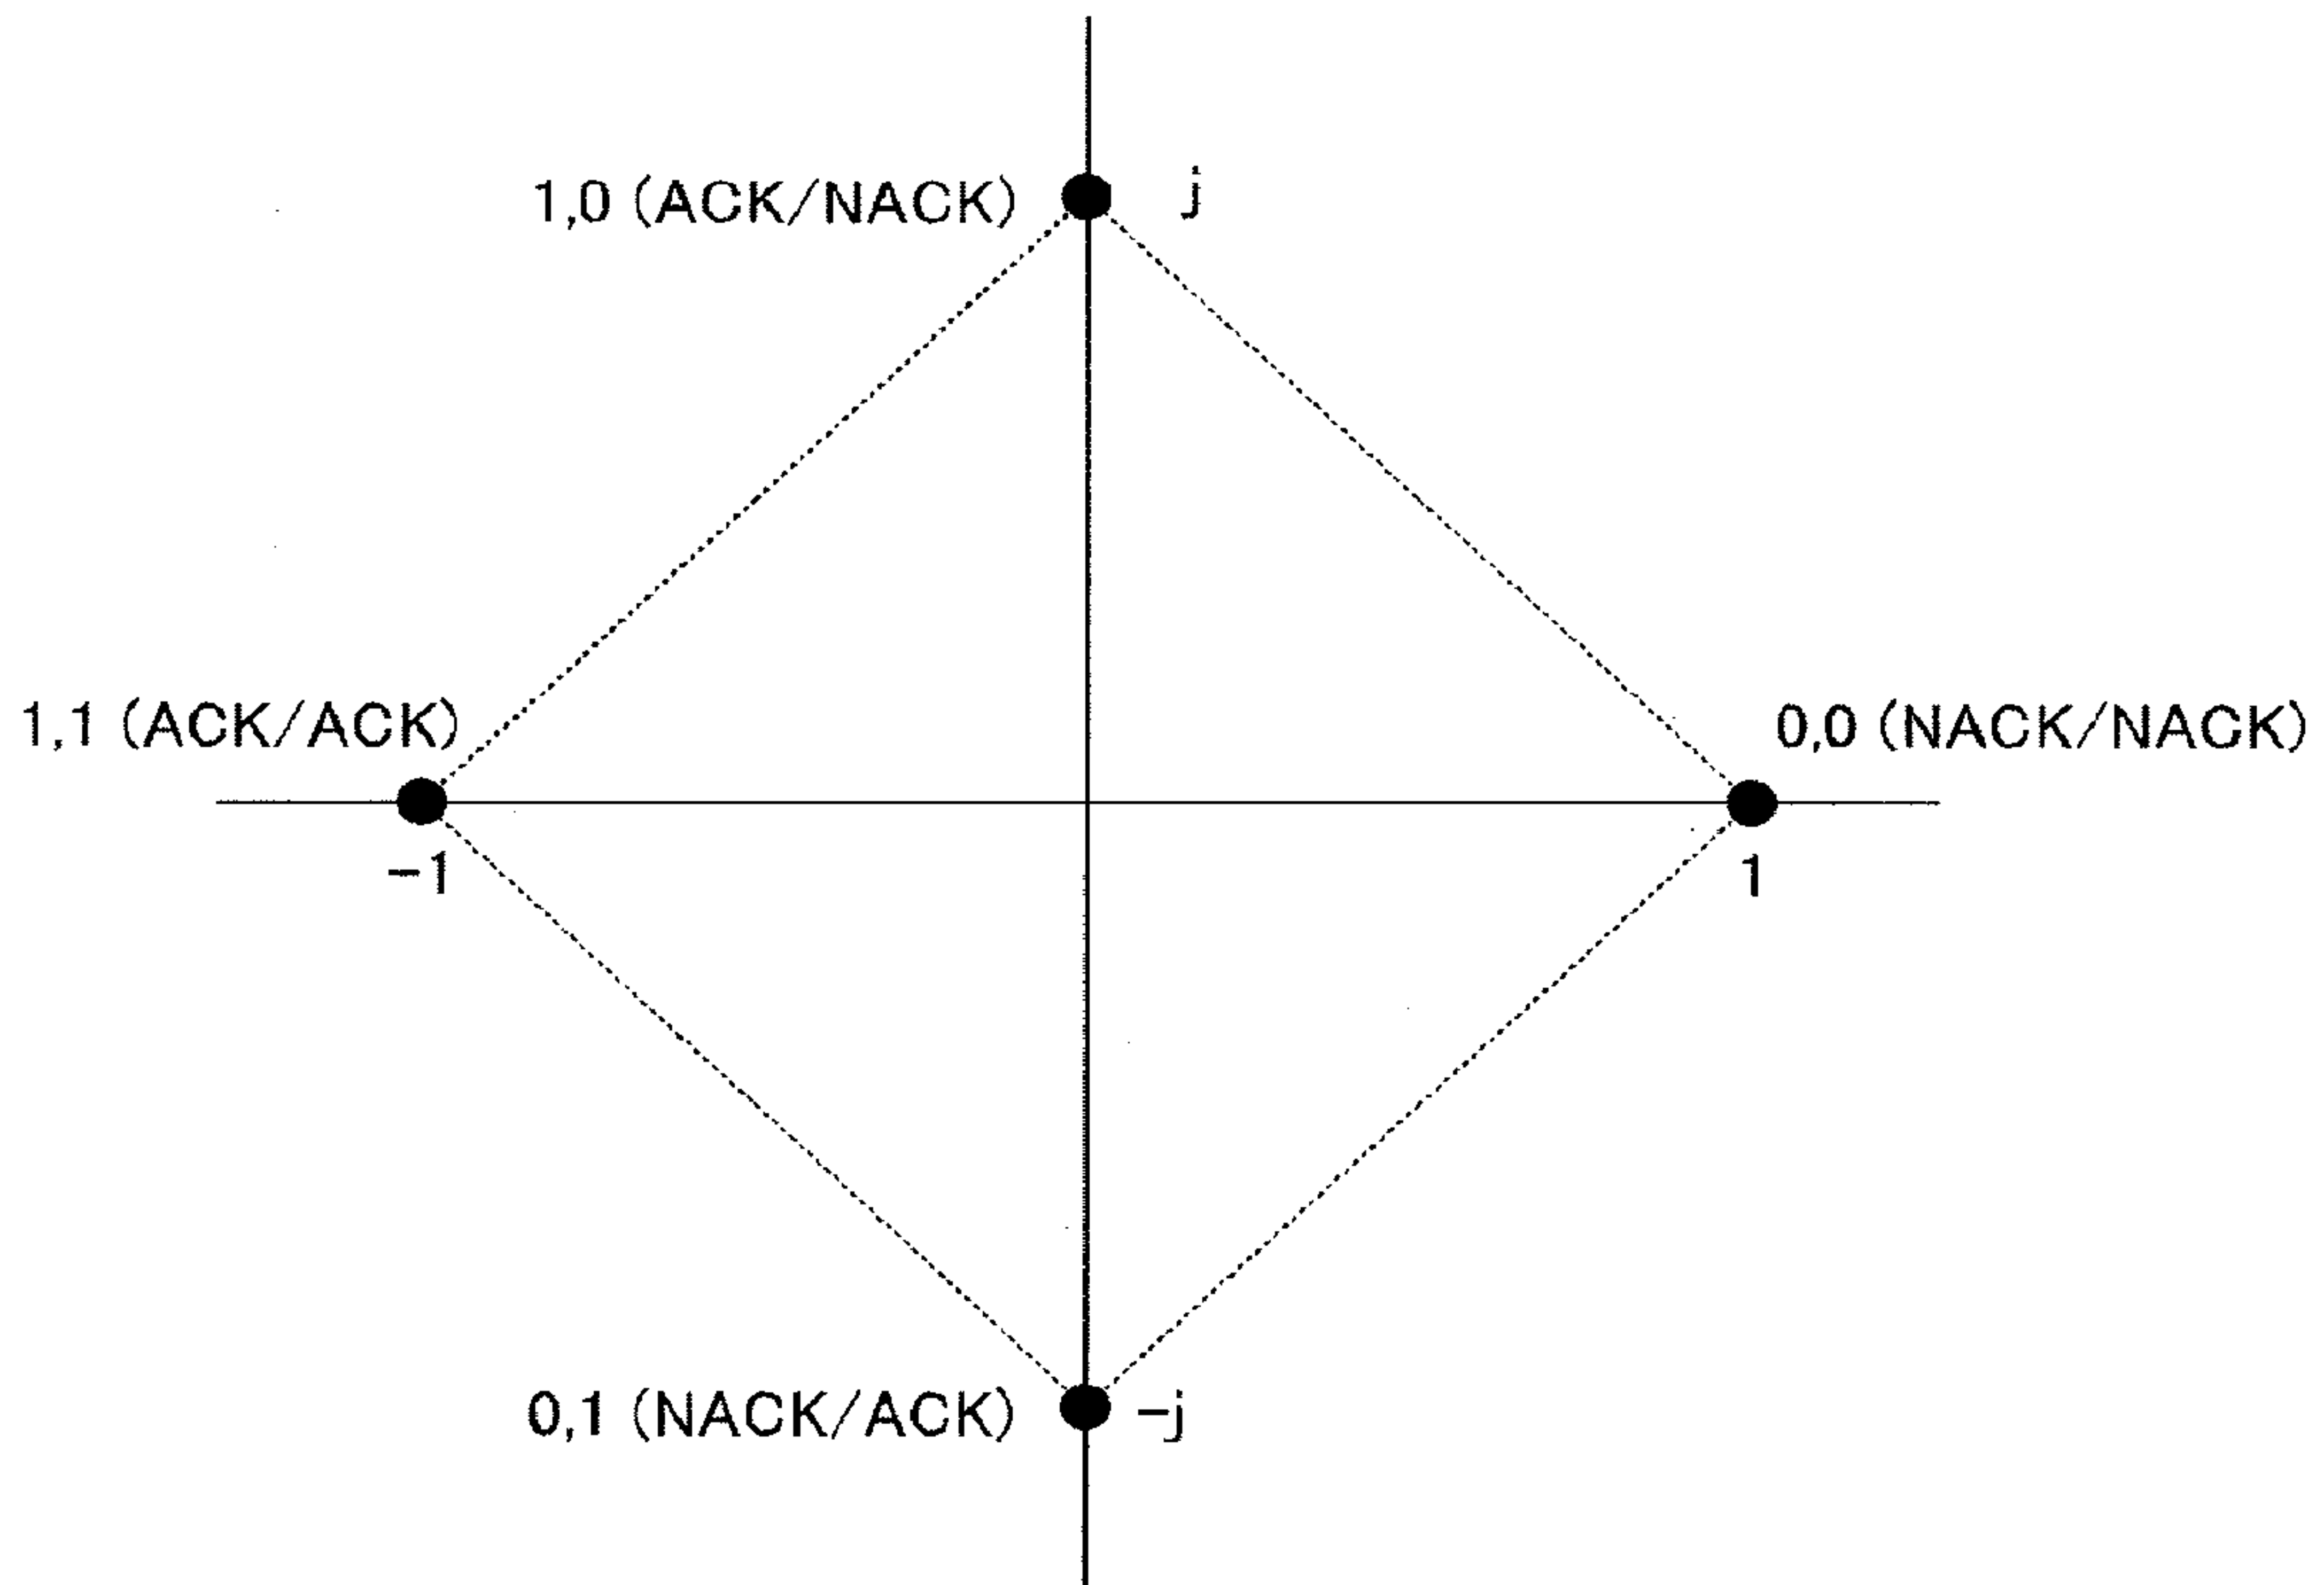 1,0 (ACK/NACK)
j
1,1 (ACK/ACK)
0,0 (NACK/NACK)
-1
1
0,1 (NACK/ACK)
-j